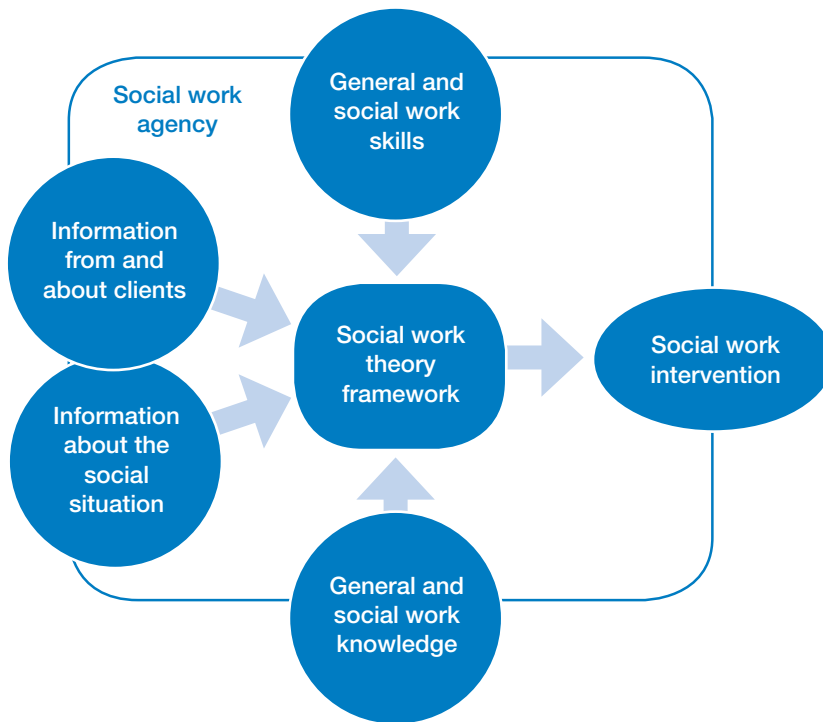 General and
social work
skills
Social work
agency
Information
from and
about clients
Social work
theory
framework
Social work
intervention
Information
about the
social
situation
General and
social work
knowledge